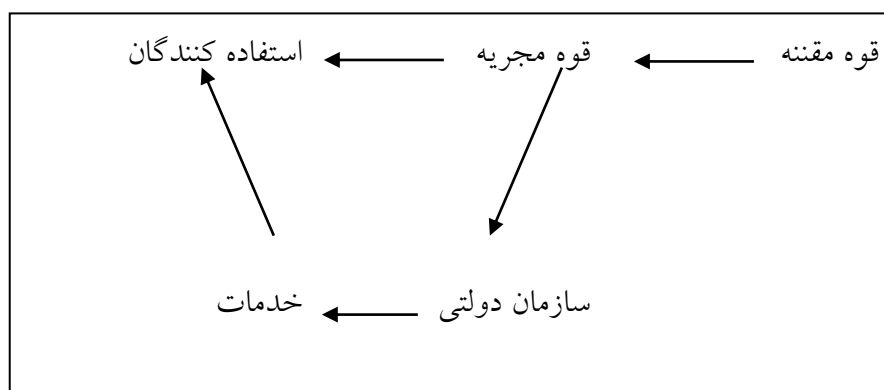 قوه مقننه قوه مجریه استفاده کنندگان
سازمان دولتی خدمات